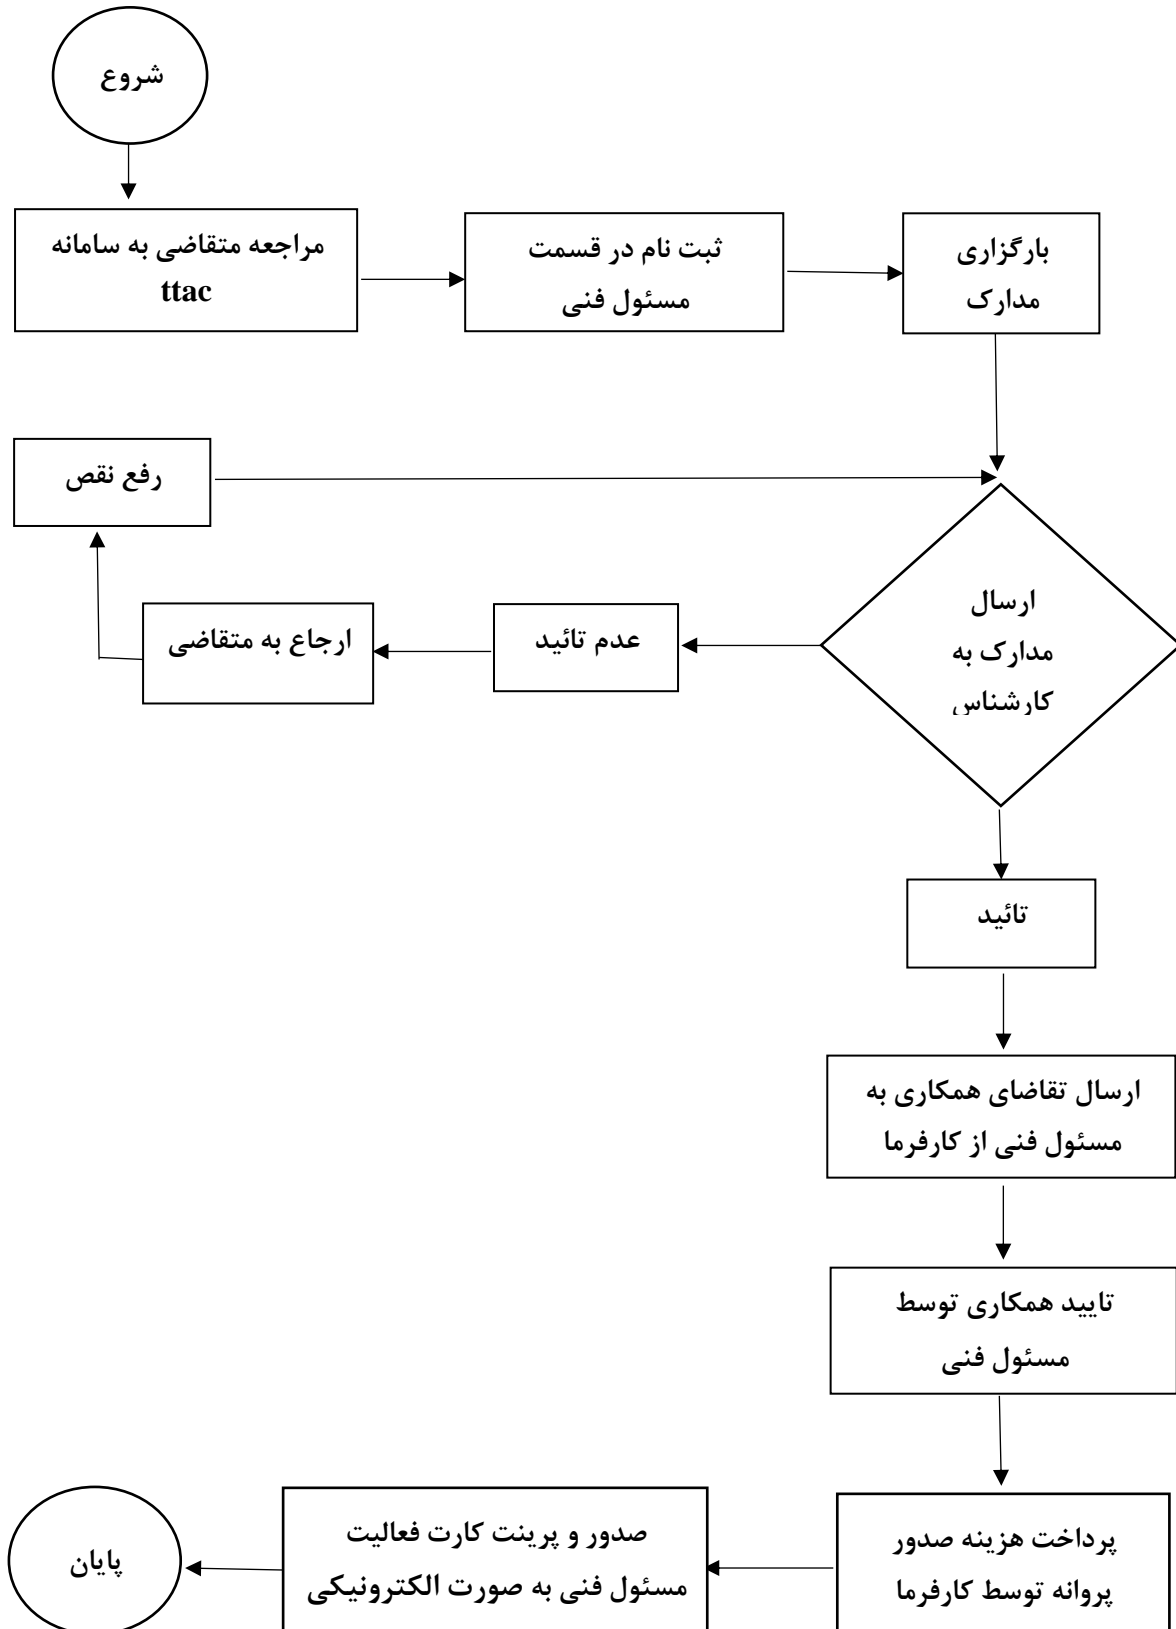 شروع
مراجعه متقاضی به سامانه
ttac
ثبت نام در قسمت
مسئول فنی
بارگزاری
مدارک
ارسال
مدارک به
کارشناس
عدم تائید
ارجاع به متقاضی
رفع نقص
تائید
ارسال تقاضای همکاری به
مسئول فنی از کارفرما
تایید همکاری توسط
مسئول فنی
پرداخت هزینه صدور
پروانه توسط کارفرما
صدور و پرینت کارت فعالیت
مسئول فنی به صورت الکترونیکی
پایان